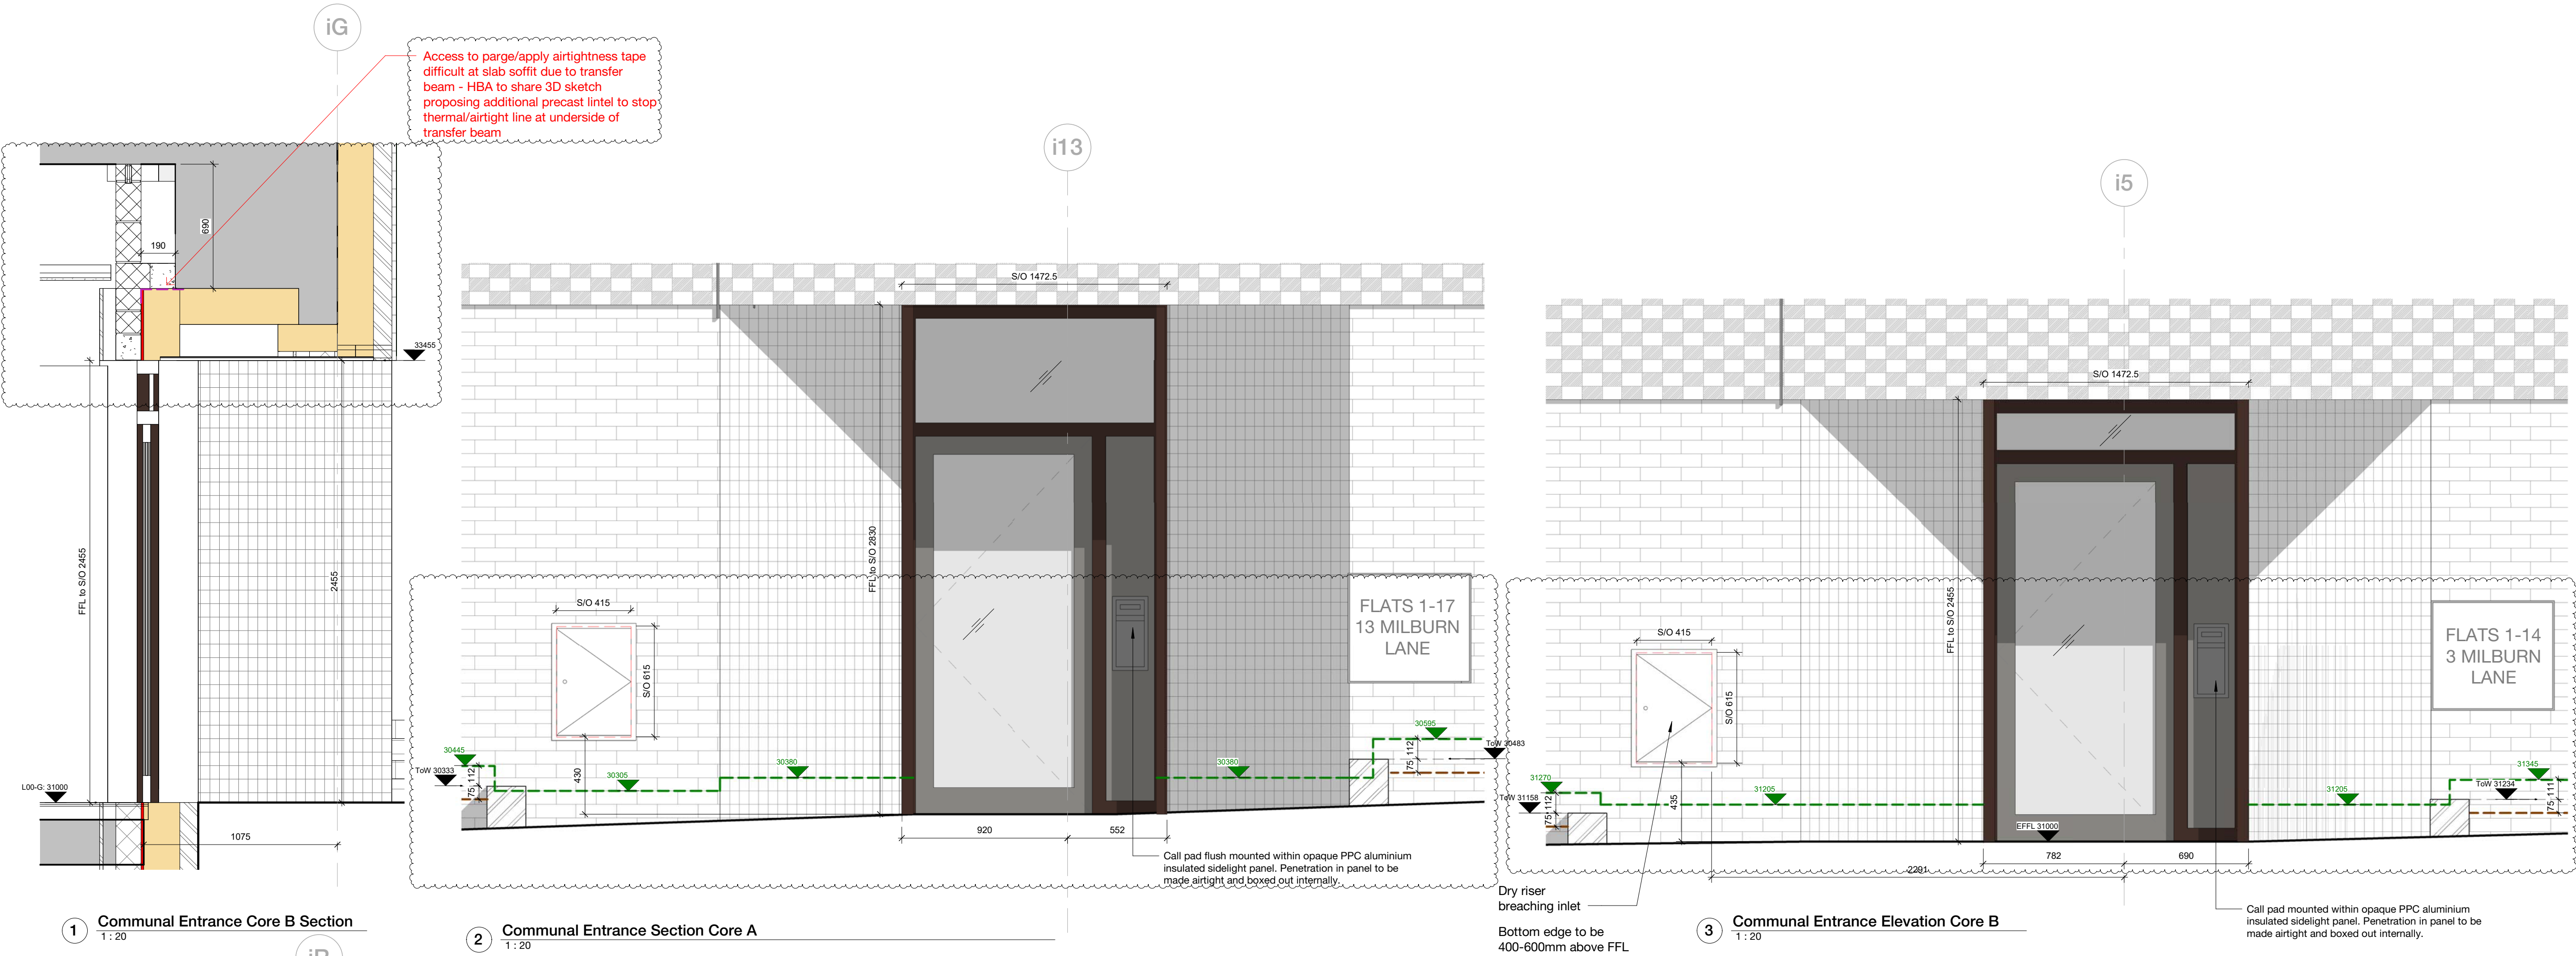 iG
Access to parge/apply airtightness tape
difficult at slab soffit due to transfer
beam - HBA to share 3D sketch
proposing additional precast lintel to stop
thermal/airtight line at underside of
transfer beam
690
190
33455
FFL to S/O 2455
2455
L00-G: 31000
1075
1 Communal Entrance Core B Section
1 : 20
i13
S/O 1472.5
FFL to S/O 2830
S/O 415
S/O 615
430
FLATS 1-17
13 MILBURN
LANE
30445
ToW 30333
112
75
30305
30380
30380
30595
ToW 30483
112
75
920
552
Call pad flush mounted within opaque PPC aluminium
insulated sidelight panel. Penetration in panel to be
made airtight and boxed out internally.
2 Communal Entrance Section Core A
1 : 20
i5
S/O 1472.5
FFL to S/O 2455
S/O 415
S/O 615
435
FLATS 1-14
3 MILBURN
LANE
31270
ToW 31158
112
75
31205
31205
31345
ToW 31234
111
75
EFFL 31000
782
690
2291
Dry riser
breaching inlet
Bottom edge to be
400-600mm above FFL
Call pad mounted within opaque PPC aluminium
insulated sidelight panel. Penetration in panel to be
made airtight and boxed out internally.
3 Communal Entrance Elevation Core B
1 : 20